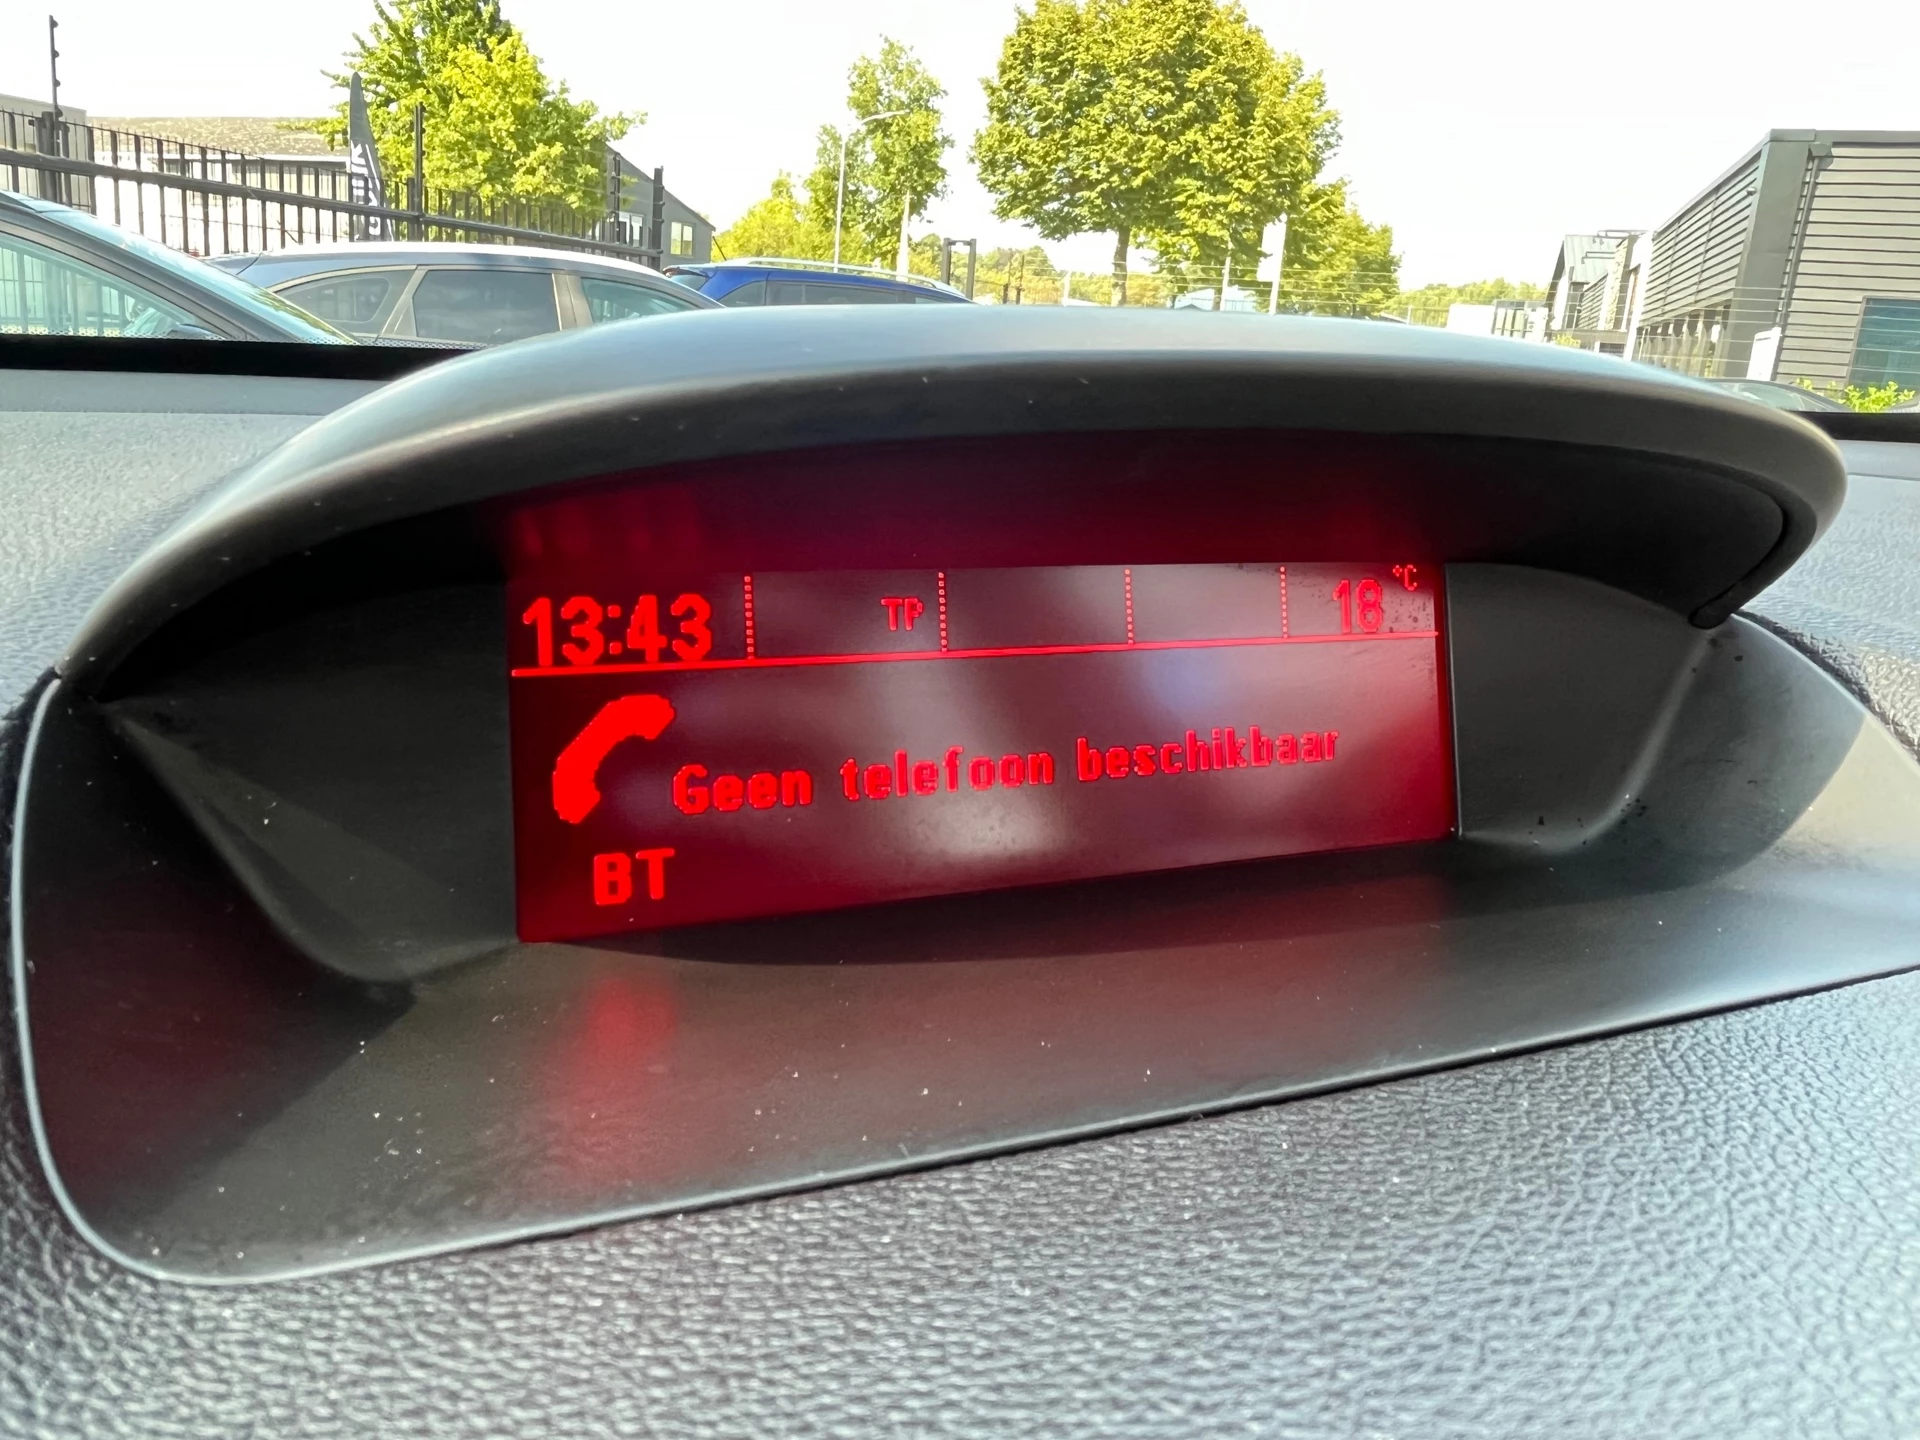 13:43 TP 18 °C
Geen telefoon beschikbaar
BT